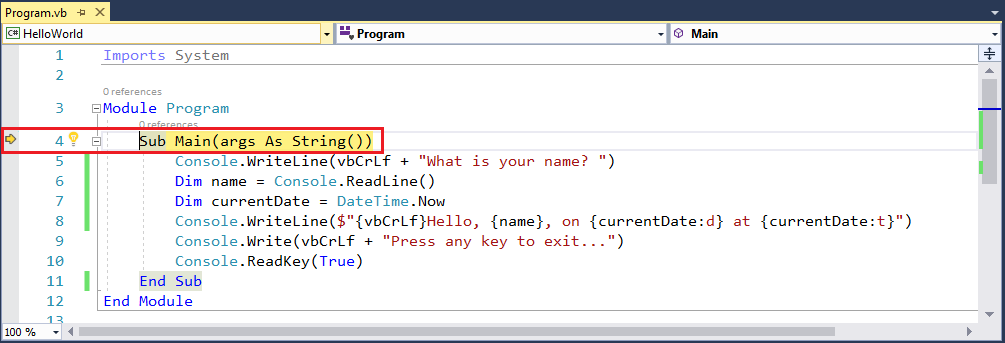 Program.vb
C# HelloWorld Program Main
1 Imports System
2
0 references
3 Module Program
0 references
4 Sub Main(args As String())
5 Console.WriteLine(vbCrLf + "What is your name? ")
6 Dim name = Console.ReadLine()
7 Dim currentDate = DateTime.Now
8 Console.WriteLine($"{vbCrLf}Hello, {name}, on {currentDate:d} at {currentDate:t}")
9 Console.Write(vbCrLf + "Press any key to exit...")
10 Console.ReadKey(True)
11 End Sub
12 End Module
13
100 %